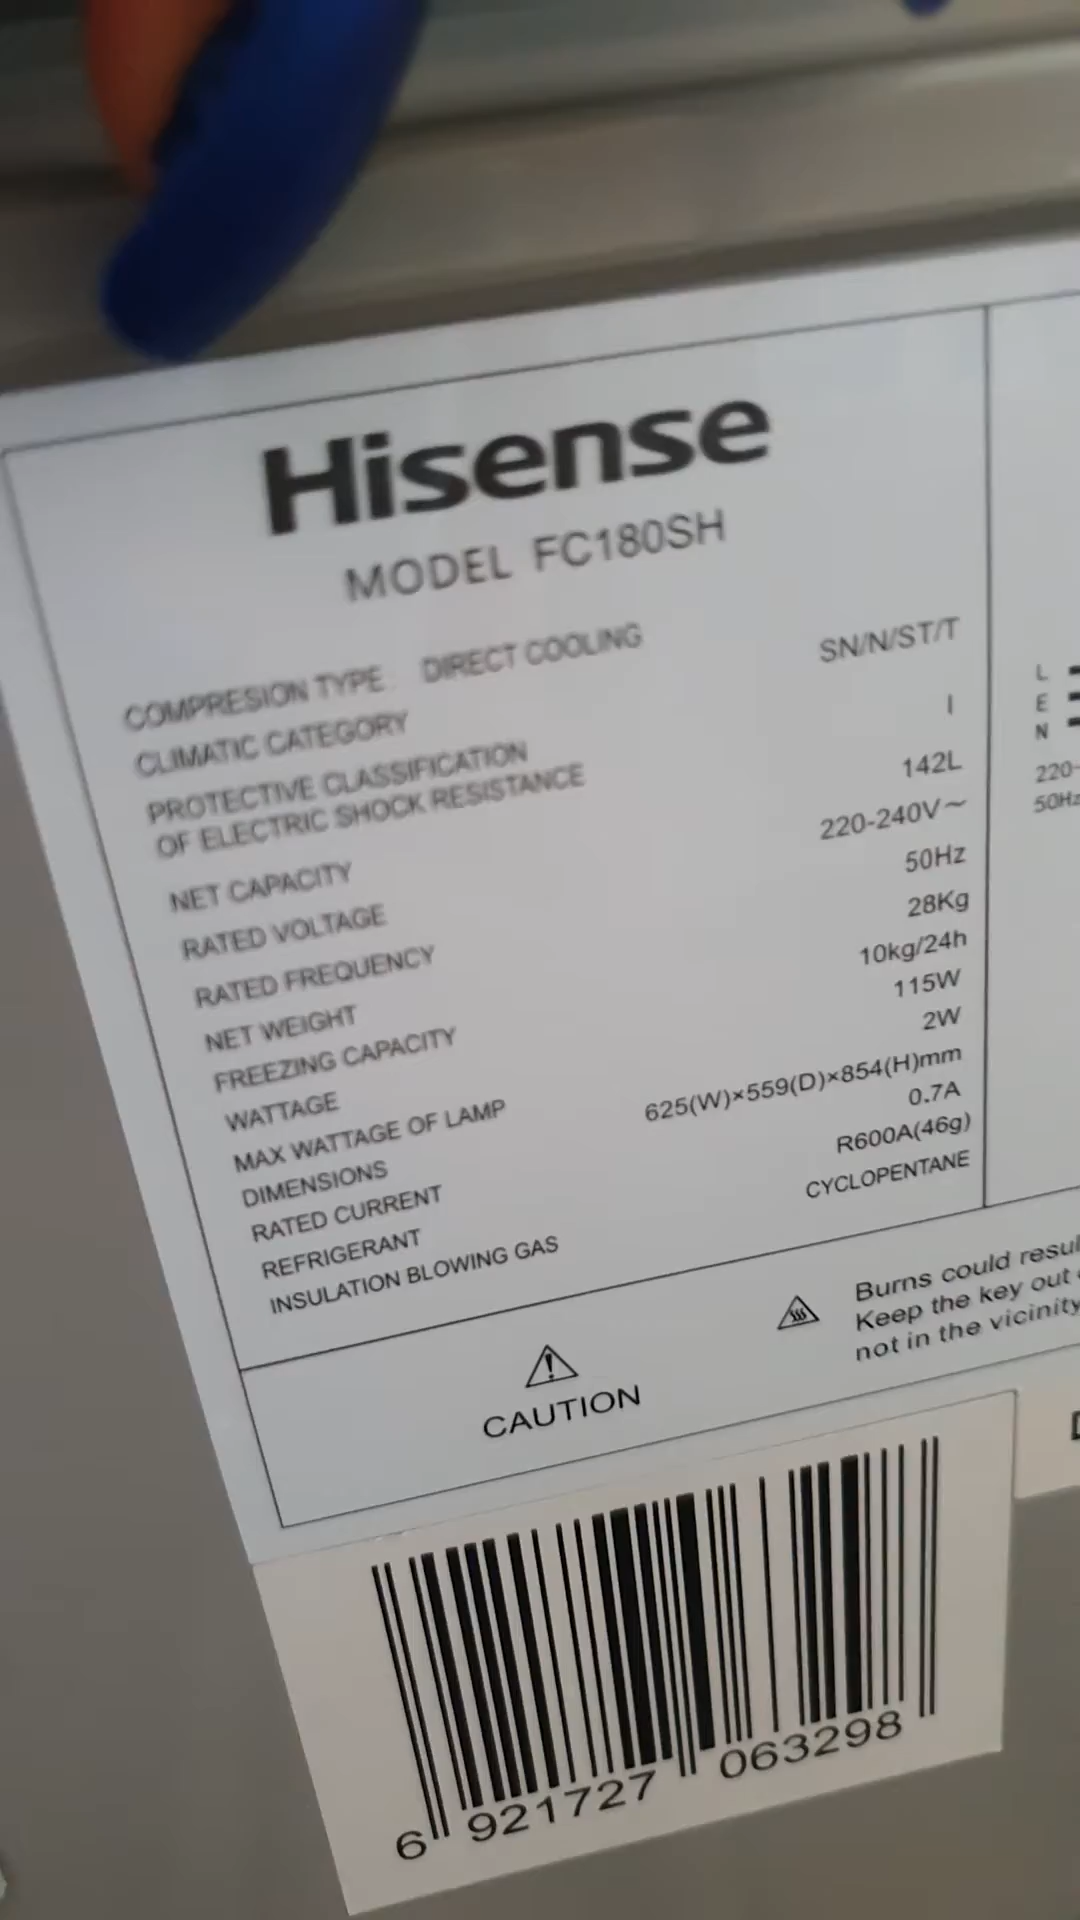 Hisense
MODEL FC180SH
COMPRESION TYPE DIRECT COOLING
CLIMATIC CATEGORY SN/N/ST/T
PROTECTIVE CLASSIFICATION
OF ELECTRIC SHOCK RESISTANCE I
NET CAPACITY 142L
RATED VOLTAGE 220-240V~
RATED FREQUENCY 50Hz
NET WEIGHT 28Kg
FREEZING CAPACITY 10kg/24h
WATTAGE 115W
MAX WATTAGE OF LAMP 2W
DIMENSIONS 625(W)×559(D)×854(H)mm
RATED CURRENT 0.7A
REFRIGERANT R600A(46g)
INSULATION BLOWING GAS CYCLOPENTANE
L
E
N
220-
50Hz
CAUTION
Burns could resul
Keep the key out
not in the vicinity
6 921727 063298